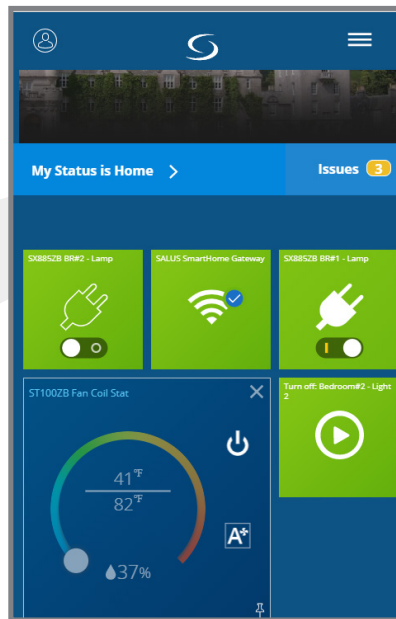 My Status is Home
Issues 3
SX885ZB BR#2 - Lamp
SALUS SmartHome Gateway
SX885ZB BR#1 - Lamp
ST100ZB Fan Coil Stat
Turn off: Bedroom#2 - Light
2
41°F
82°F
A+
37%